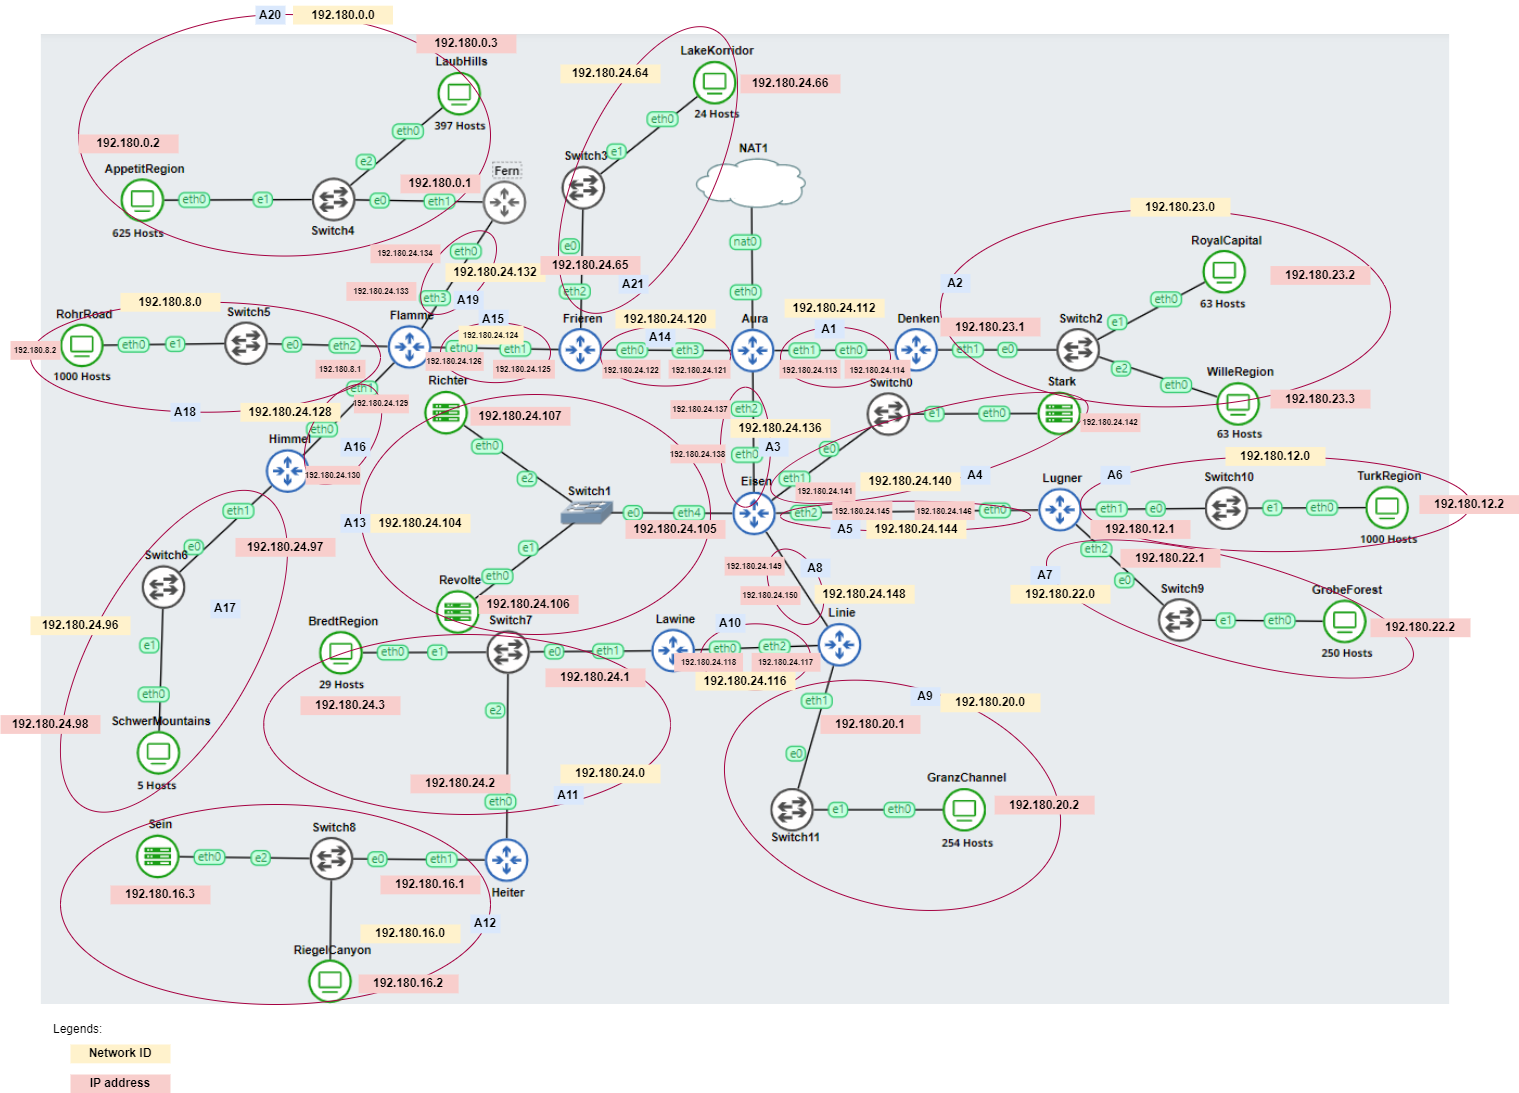 A20
192.180.0.0
192.180.0.3
LaubHills
eth0
397 Hosts
e2
192.180.0.2
AppetitRegion
eth0
e1
e0
192.180.0.1
eth1
Fern
Switch4
625 Hosts
192.180.24.64
LakeKorridor
192.180.24.66
24 Hosts
eth0
e1
Switch3
e0
192.180.24.65
eth2
A21
NAT1
nat0
eth0
192.180.24.134
eth0
192.180.24.132
192.180.24.133
eth3
A19
192.180.8.0
RohrRoad
Switch5
192.180.8.2
eth0
e1
e0
eth2
1000 Hosts
192.180.8.1
A18
Flamme
A15
192.180.24.124
eth0
eth1
192.180.24.126
192.180.24.125
Frieren
192.180.24.120
A14
eth0
eth3
192.180.24.122
192.180.24.121
Aura
192.180.24.112
A1
eth1
eth0
192.180.24.113
192.180.24.114
Denken
192.180.23.0
A2
RoyalCapital
192.180.23.2
63 Hosts
eth0
e1
192.180.23.1
eth1
e0
Switch2
e2
eth0
WilleRegion
192.180.23.3
63 Hosts
eth1
192.180.24.129
192.180.24.128
eth0
Himmel
A16
192.180.24.130
Richter
192.180.24.107
eth0
e2
Switch1
e0
eth4
192.180.24.105
A13
192.180.24.104
e1
eth0
Revolte
192.180.24.106
192.180.24.137
eth2
192.180.24.136
192.180.24.138
eth0
A3
Eisen
Switch0
e1
eth0
Stark
192.180.24.142
e0
eth1
192.180.24.141
192.180.24.140
A4
eth2
192.180.24.145
192.180.24.146
eth0
A5
192.180.24.144
Lugner
A6
192.180.12.0
Switch10
TurkRegion
192.180.12.2
eth1
e0
e1
eth0
192.180.12.1
1000 Hosts
eth2
192.180.22.1
A7
e0
192.180.22.0
Switch9
GrobeForest
e1
eth0
192.180.22.2
250 Hosts
eth1
192.180.24.97
e0
Switch6
A17
192.180.24.96
e1
eth0
192.180.24.98
SchwerMountains
5 Hosts
192.180.24.149
A8
192.180.24.150
192.180.24.148
Linie
BredtRegion
Switch7
eth0
e1
e0
eth1
29 Hosts
192.180.24.3
192.180.24.1
Lawine
A10
eth0
eth2
192.180.24.118
192.180.24.117
192.180.24.116
e2
192.180.24.2
192.180.24.0
eth0
A11
eth1
A9
192.180.20.0
192.180.20.1
e0
GranzChannel
e1
eth0
192.180.20.2
Switch11
254 Hosts
Sein
Switch8
eth0
e2
e0
eth1
192.180.16.3
192.180.16.1
Heiter
A12
192.180.16.0
RiegelCanyon
192.180.16.2
Legends:
Network ID
IP address